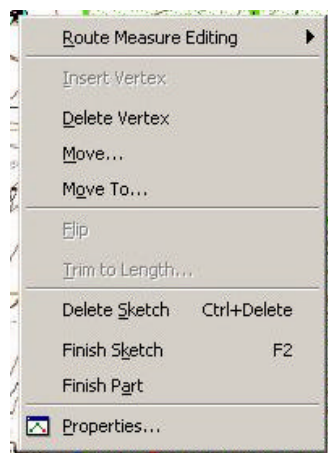 Route Measure Editing
Insert Vertex
Delete Vertex
Move...
Move To...
Flip
Trim to Length...
Delete Sketch Ctrl+Delete
Finish Sketch F2
Finish Part
Properties...